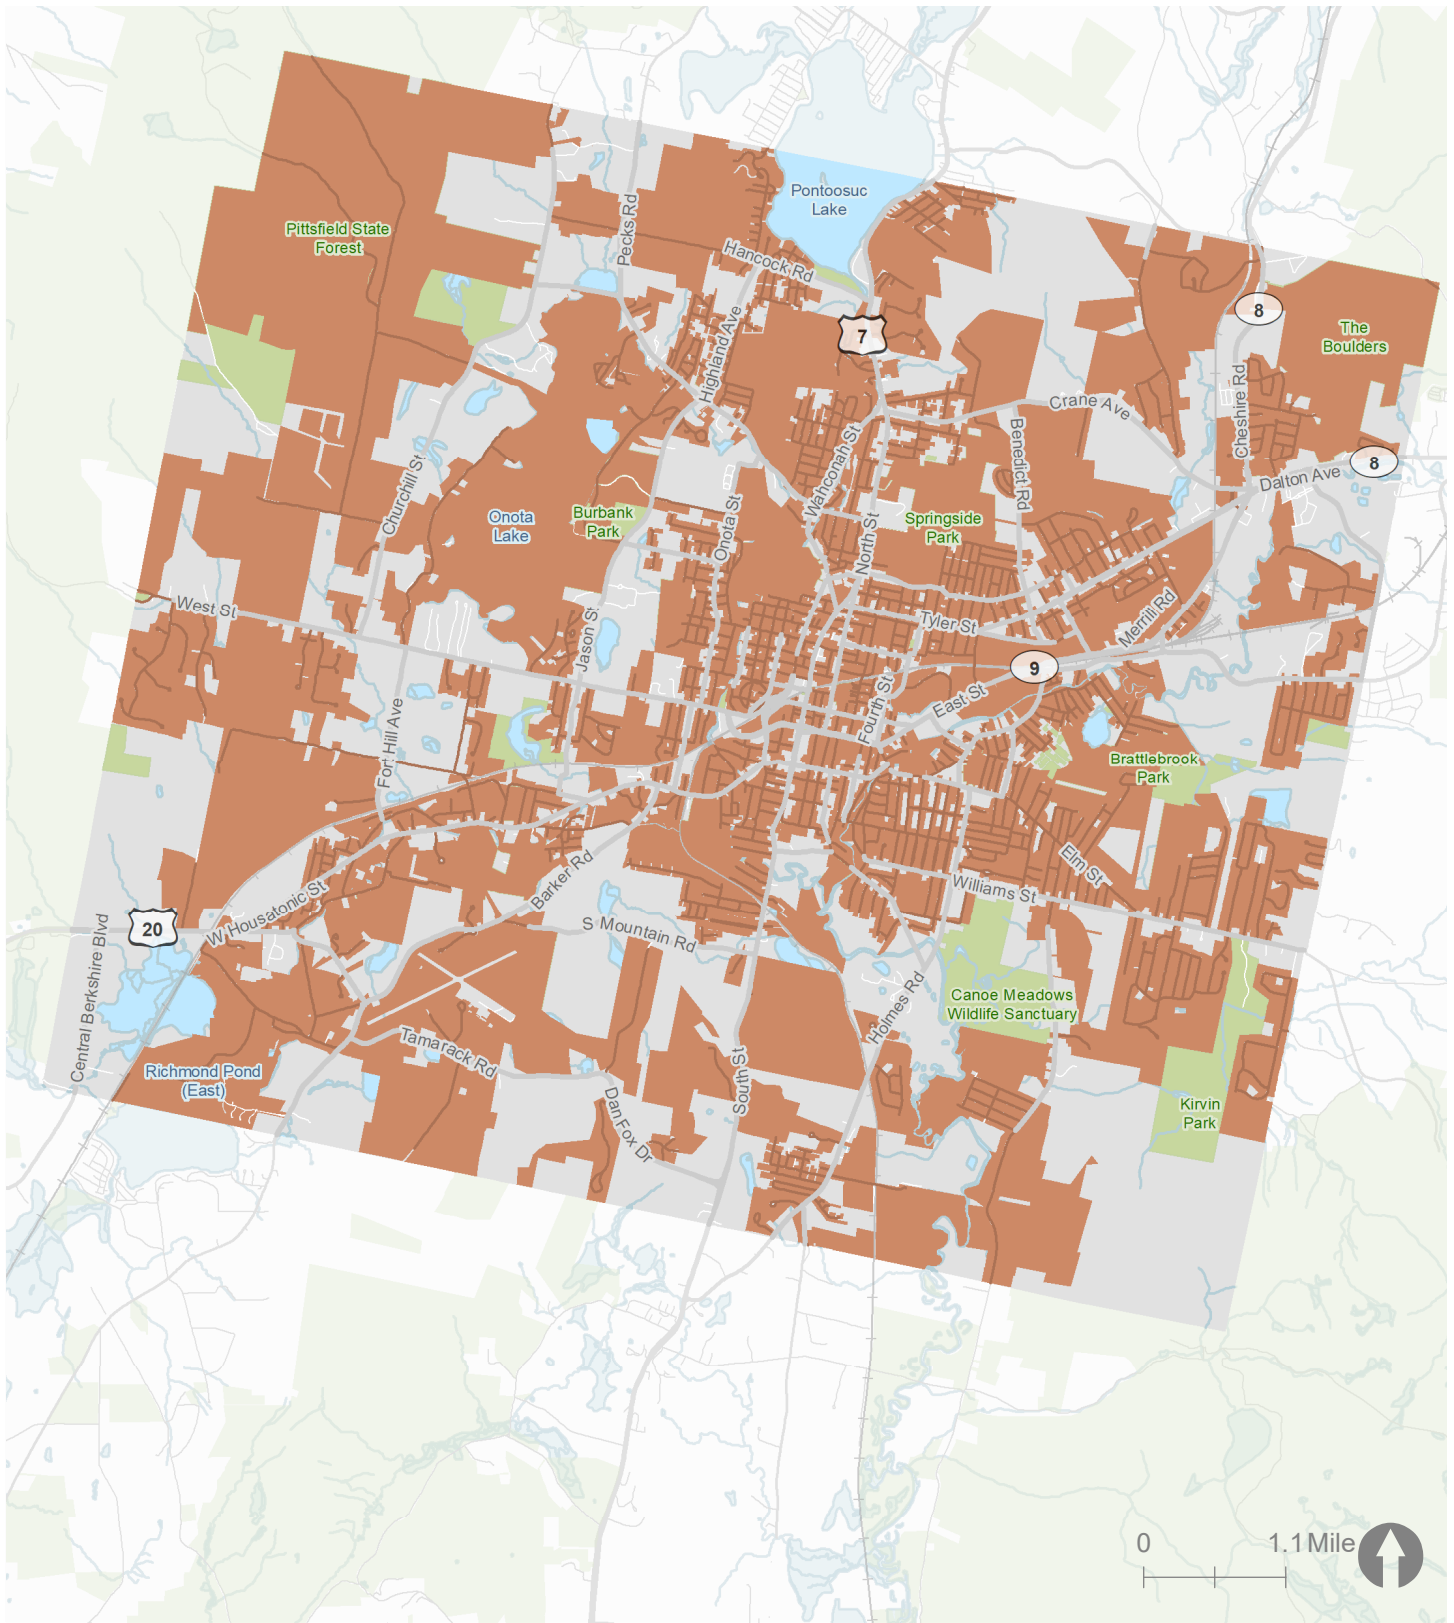 Pontoosuc
Lake
Pittsfield State
Forest
Pecks Rd
Hancock Rd
8
7
The
Boulders
Highland Ave
Cheshire Rd
Crane Ave
Benedict Rd
Wahconah St
8
Dalton Ave
Churchill St
Onota
Lake
Burbank
Park
Onota St
North St
Springside
Park
West St
Jason St
Tyler St
Merrill Rd
9
Fourth St
East St
Fort Hill Ave
Brattlebrook
Park
Elm St
Barker Rd
Williams St
W Housatonic St
20
S Mountain Rd
Central Berkshire Blvd
Holmes Rd
Canoe Meadows
Wildlife Sanctuary
Tamarack Rd
South St
Richmond Pond
(East)
Dan Fox Dr
Kirvin
Park
0
1.1 Mile